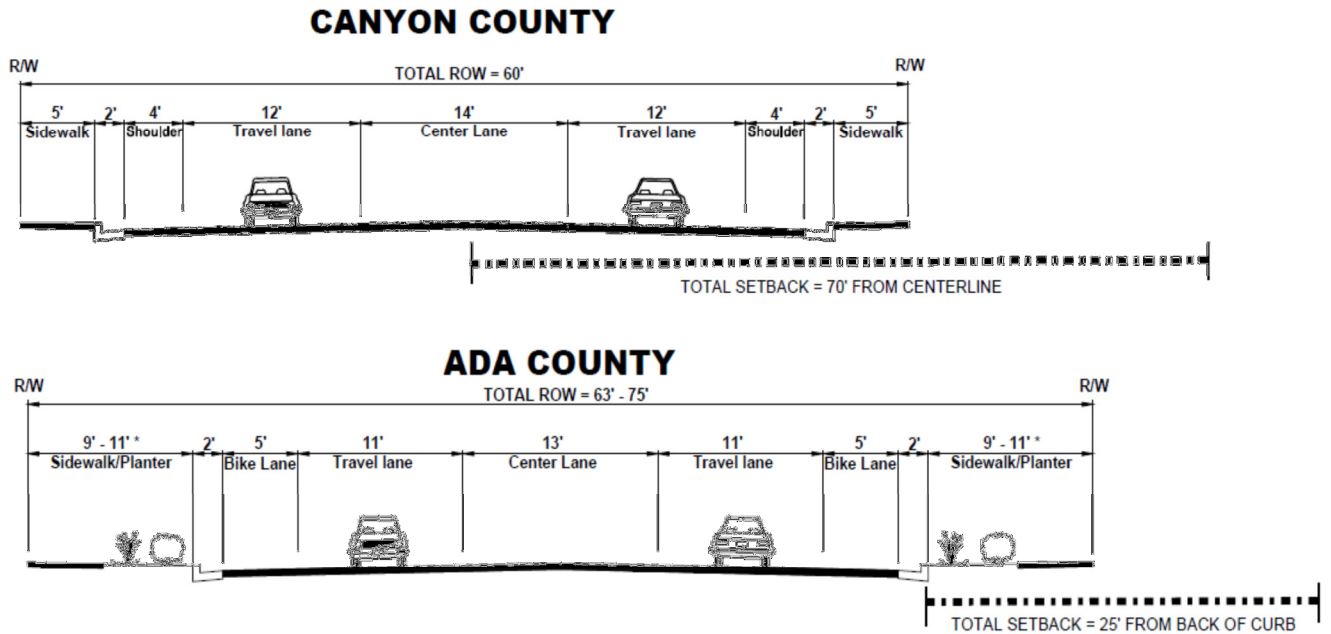 CANYON COUNTY
R/W R/W
TOTAL ROW = 60'
5' 2' 4' 12' 14' 12' 4' 2' 5'
Sidewalk Shoulder Travel lane Center Lane Travel lane Shoulder Sidewalk
TOTAL SETBACK = 70' FROM CENTERLINE
ADA COUNTY
R/W R/W
TOTAL ROW = 63' - 75'
9' - 11' * 2' 5' 11' 13' 11' 5' 2' 9' - 11' *
Sidewalk/Planter Bike Lane Travel lane Center Lane Travel lane Bike Lane Sidewalk/Planter
TOTAL SETBACK = 25' FROM BACK OF CURB